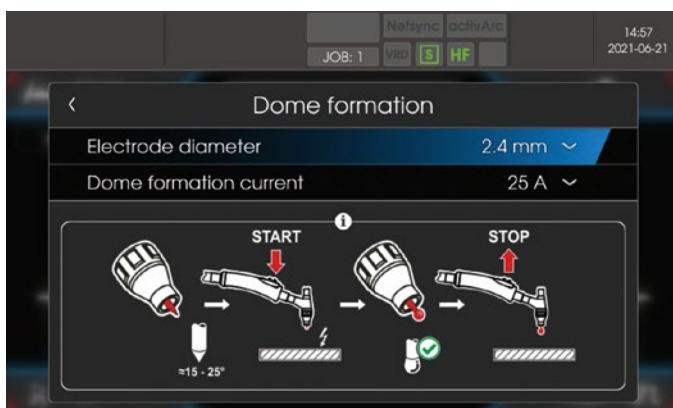 Netsync activArc
JOB: 1 VRD S HF
14:57
2021-06-21
Dome formation
Electrode diameter 2.4 mm
Dome formation current 25 A
i
START STOP
≈15 - 25°